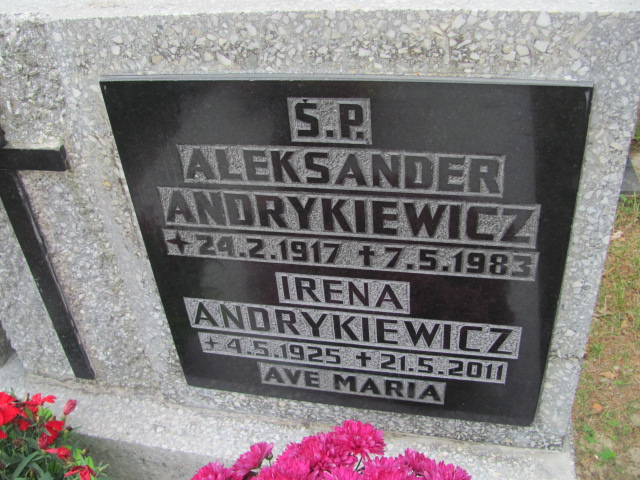 Ś.P.
ALEKSANDER
ANDRYKIEWICZ
+24.2.1917 +7.5.1983
IRENA
ANDRYKIEWICZ
+4.5.1925 +21.5.2011
AVE MARIA